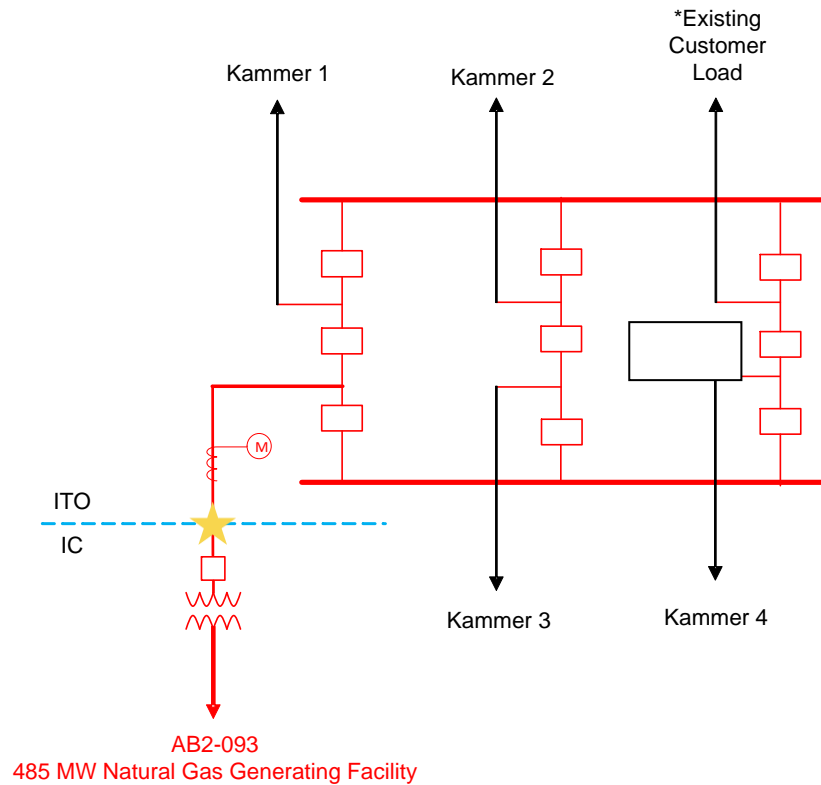 *Existing
Customer
Load
Kammer 1
Kammer 2
M
ITO
IC
Kammer 3
Kammer 4
AB2-093
485 MW Natural Gas Generating Facility